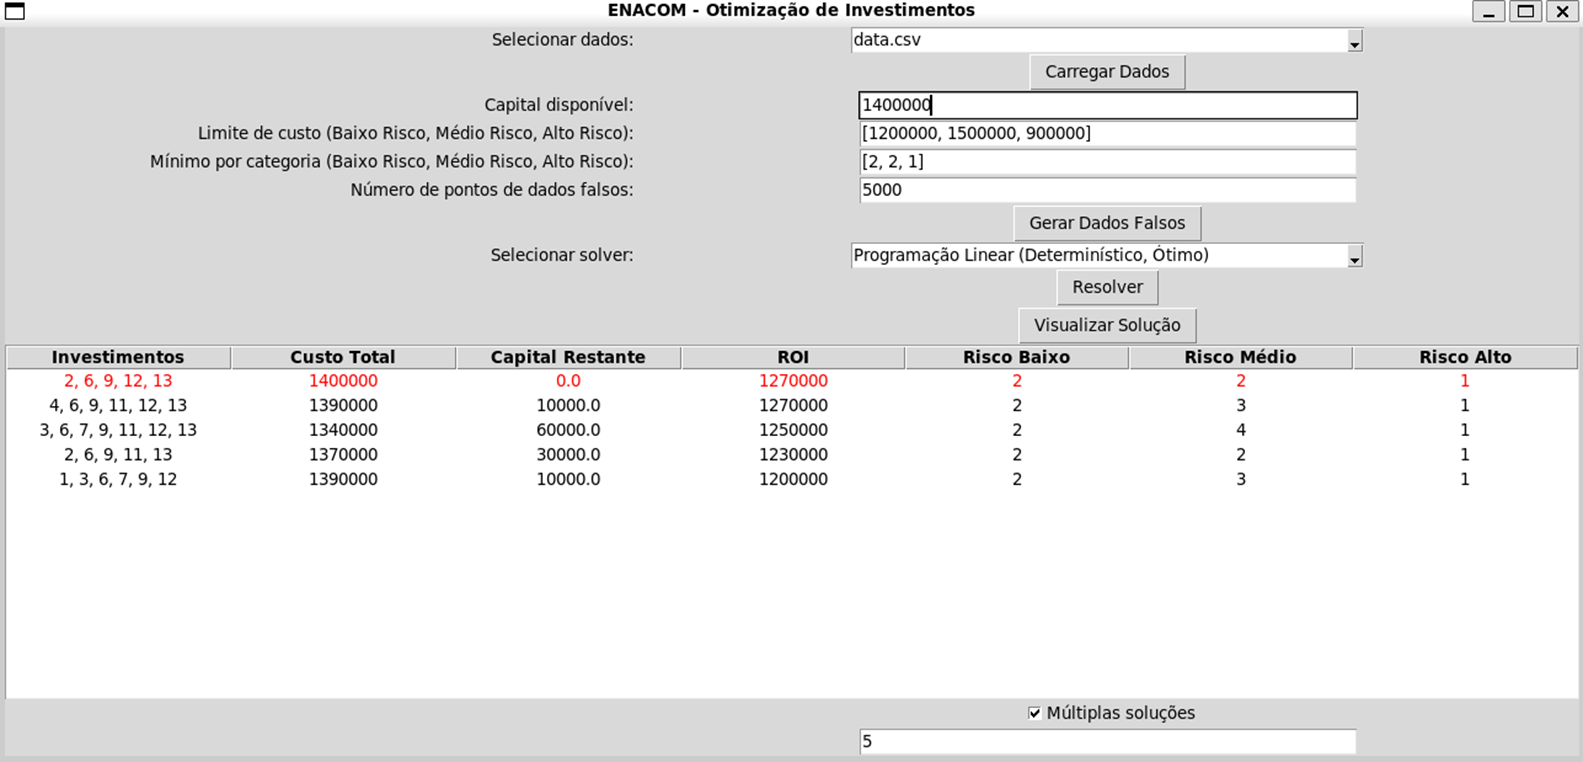 ENACOM - Otimização de Investimentos
Selecionar dados: data.csv
Carregar Dados
Capital disponível: 1400000
Limite de custo (Baixo Risco, Médio Risco, Alto Risco): [1200000, 1500000, 900000]
Mínimo por categoria (Baixo Risco, Médio Risco, Alto Risco): [2, 2, 1]
Número de pontos de dados falsos: 5000
Gerar Dados Falsos
Selecionar solver: Programação Linear (Determinístico, Ótimo)
Resolver
Visualizar Solução
Investimentos Custo Total Capital Restante ROI Risco Baixo Risco Médio Risco Alto
2, 6, 9, 12, 13 1400000 0.0 1270000 2 2 1
4, 6, 9, 11, 12, 13 1390000 10000.0 1270000 2 3 1
3, 6, 7, 9, 11, 12, 13 1340000 60000.0 1250000 2 4 1
2, 6, 9, 11, 13 1370000 30000.0 1230000 2 2 1
1, 3, 6, 7, 9, 12 1390000 10000.0 1200000 2 3 1
Múltiplas soluções
5